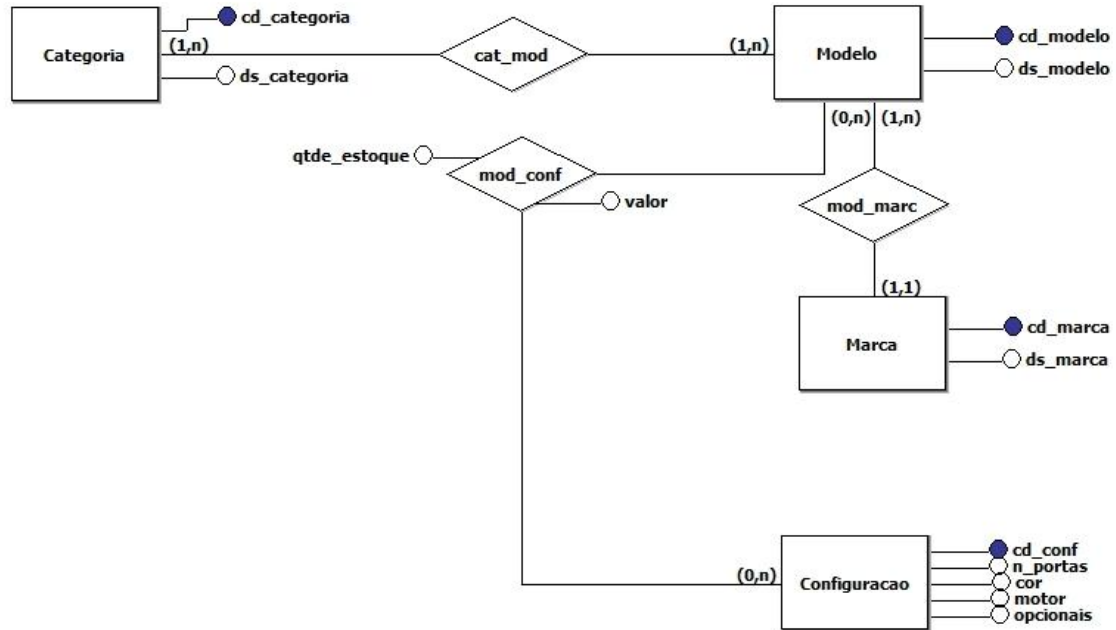 cd_categoria
Categoria
(1,n)
ds_categoria
cat_mod
(1,n)
Modelo
cd_modelo
ds_modelo
(0,n)
(1,n)
qtde_estoque
mod_conf
valor
mod_marc
(1,1)
Marca
cd_marca
ds_marca
(0,n)
Configuracao
cd_conf
n_portas
cor
motor
opcionais